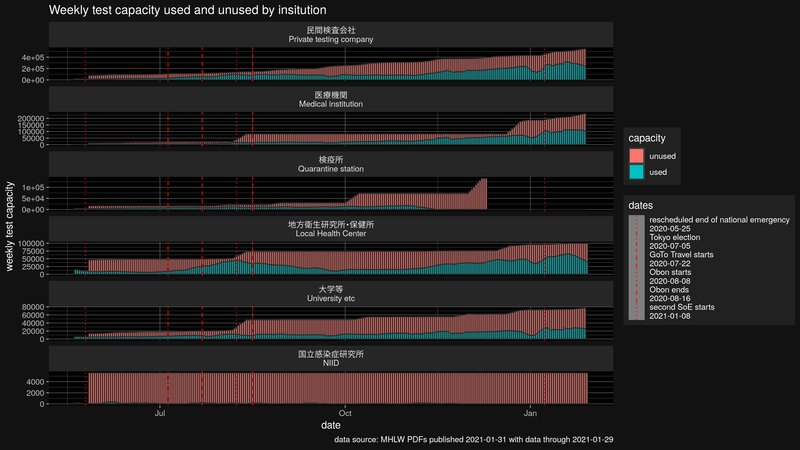 Weekly test capacity used and unused by insitution
民間検査会社
Private testing company
4e+05
2e+05
0e+00
医療機関
Medical institution
200000
150000
100000
50000
0
検疫所
Quarantine station
1e+05
5e+04
0e+00
地方衛生研究所・保健所
Local Health Center
100000
75000
50000
25000
0
大学等
University etc
80000
60000
40000
20000
0
国立感染症研究所
NIID
4000
2000
0
Jul
Oct
Jan
weekly test capacity
date
capacity
unused
used
dates
rescheduled end of national emergency
2020-05-25
Tokyo election
2020-07-05
GoTo Travel starts
2020-07-22
Obon starts
2020-08-08
Obon ends
2020-08-16
second SoE starts
2021-01-08
data source: MHLW PDFs published 2021-01-31 with data through 2021-01-29